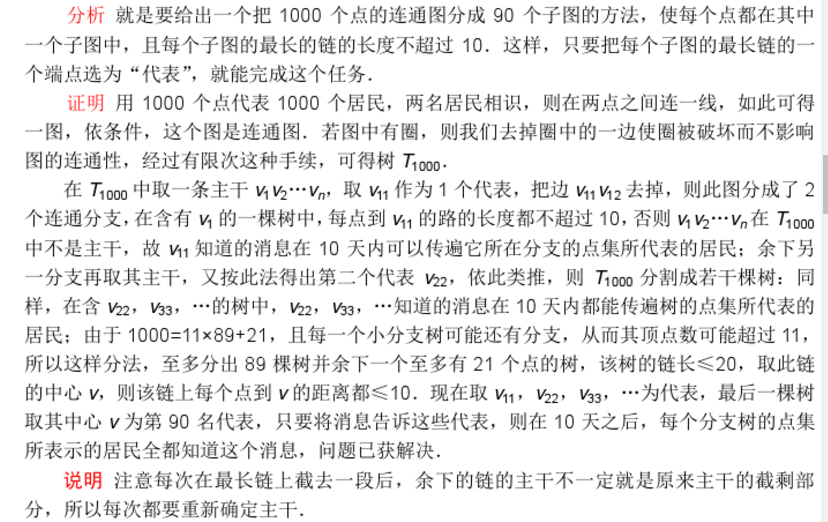 分析 就是要给出一个把 1000 个点的连通图分成 90 个子图的方法，使每个点都在其中
一个子图中，且每个子图的最长的链的长度不超过 10．这样，只要把每个子图的最长链的一
个端点选为“代表”，就能完成这个任务．
证明 用 1000 个点代表 1000 个居民，两名居民相识，则在两点之间连一线，如此可得
一图，依条件，这个图是连通图．若图中有圈，则我们去掉圈中的一边使圈被破坏而不影响
图的连通性，经过有限次这种手续，可得树 T₁₀₀₀．
在 T₁₀₀₀ 中取一条主干 v₁v₂⋯vₙ，取 v₁₁ 作为 1 个代表，把边 v₁₁v₁₂ 去掉，则此图分成了 2
个连通分支，在含有 v₁ 的一棵树中，每点到 v₁₁ 的路的长度都不超过 10，否则 v₁v₂⋯vₙ 在 T₁₀₀₀
中不是主干，故 v₁₁ 知道的消息在 10 天内可以传遍它所在分支的点集所代表的居民；余下另
一分支再取其主干，又按此法得出第二个代表 v₂₂，依此类推，则 T₁₀₀₀ 分割成若干棵树：同
样，在含 v₂₂，v₃₃，⋯的树中，v₂₂，v₃₃，⋯知道的消息在 10 天内都能传遍树的点集所代表的
居民；由于 1000=11×89+21，且每一个小分支树可能还有分支，从而其顶点数可能超过 11，
所以这样分法，至多分出 89 棵树并余下一个至多有 21 个点的树，该树的链长≤20，取此链
的中心 v，则该链上每个点到 v 的距离都≤10．现在取 v₁₁，v₂₂，v₃₃，⋯为代表，最后一棵树
取其中心 v 为第 90 名代表，只要将消息告诉这些代表，则在 10 天之后，每个分支树的点集
所表示的居民全都知道这个消息，问题已获解决．
说明 注意每次在最长链上截去一段后，余下的链的主干不一定就是原来主干的截剩部
分，所以每次都要重新确定主干．